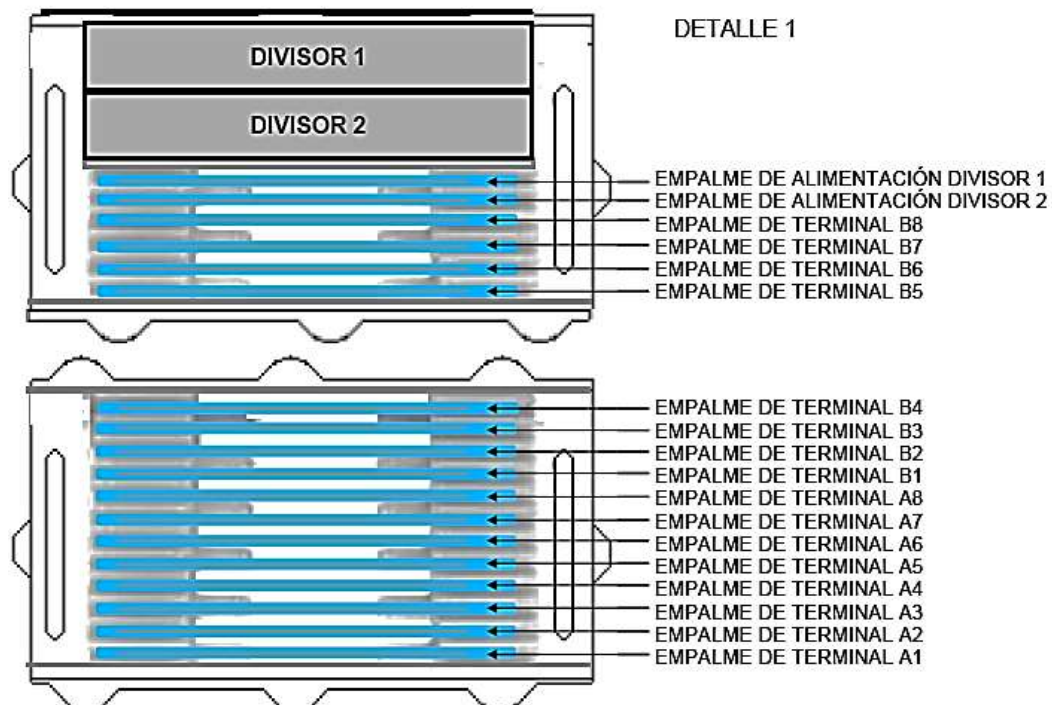 DETALLE 1
DIVISOR 1
DIVISOR 2
EMPALME DE ALIMENTACIÓN DIVISOR 1
EMPALME DE ALIMENTACIÓN DIVISOR 2
EMPALME DE TERMINAL B8
EMPALME DE TERMINAL B7
EMPALME DE TERMINAL B6
EMPALME DE TERMINAL B5
EMPALME DE TERMINAL B4
EMPALME DE TERMINAL B3
EMPALME DE TERMINAL B2
EMPALME DE TERMINAL B1
EMPALME DE TERMINAL A8
EMPALME DE TERMINAL A7
EMPALME DE TERMINAL A6
EMPALME DE TERMINAL A5
EMPALME DE TERMINAL A4
EMPALME DE TERMINAL A3
EMPALME DE TERMINAL A2
EMPALME DE TERMINAL A1